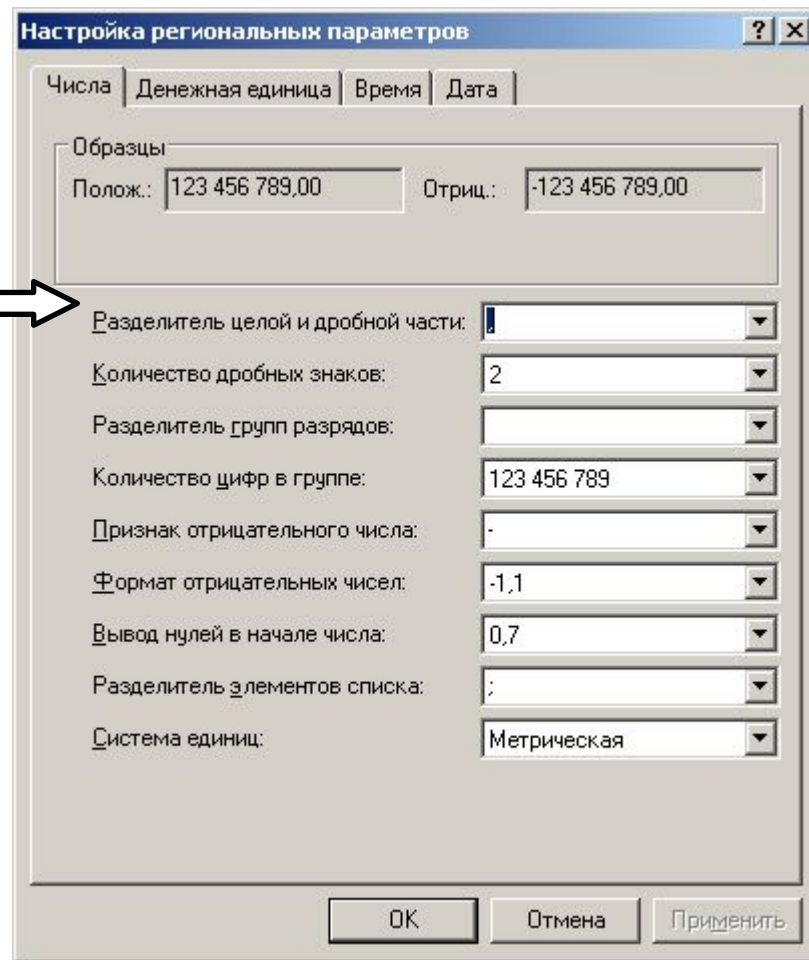 Настройка региональных параметров
Числа Денежная единица Время Дата
Образцы
Полож.: 123 456 789,00 Отриц.: -123 456 789,00
Разделитель целой и дробной части: ,
Количество дробных знаков: 2
Разделитель групп разрядов:
Количество цифр в группе: 123 456 789
Признак отрицательного числа: -
Формат отрицательных чисел: -1,1
Вывод нулей в начале числа: 0,7
Разделитель элементов списка: ;
Система единиц: Метрическая
OK Отмена Применить